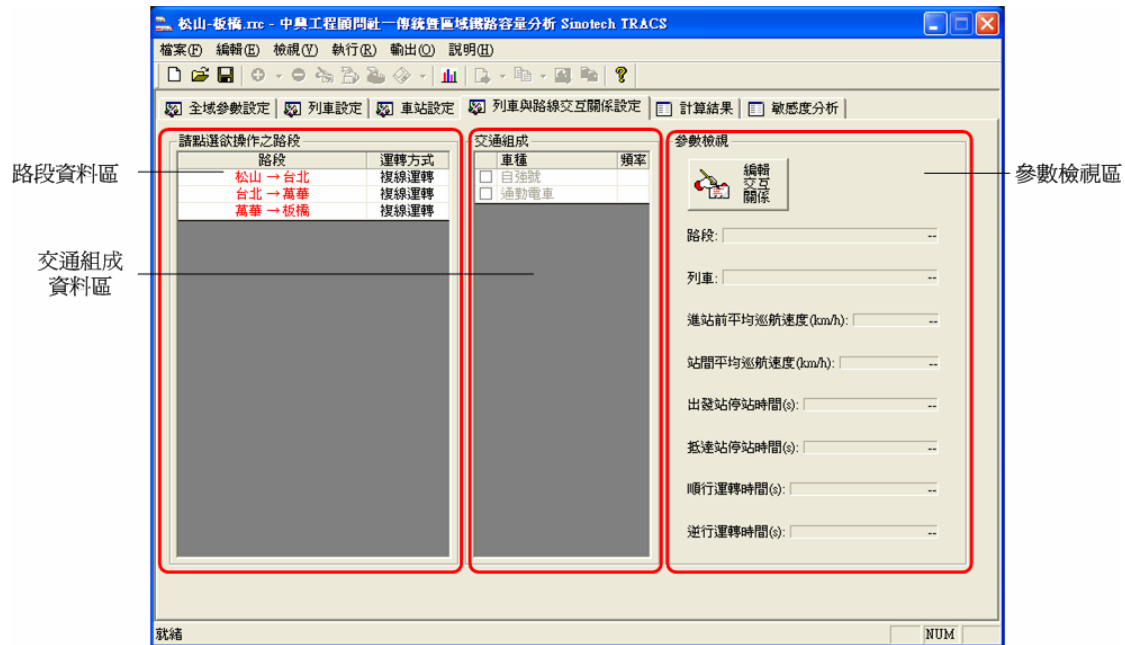 松山-板橋.rrc - 中興工程顧問社－傳統暨區域鐵路容量分析 Sinotech TRACS
檔案(F) 編輯(E) 檢視(V) 執行(R) 輸出(O) 說明(H)
全域參數設定 列車設定 車站設定 列車與路線交互關係設定 計算結果 敏感度分析
請點選欲操作之路段
路段 運轉方式
松山 → 台北 複線運轉
台北 → 萬華 複線運轉
萬華 → 板橋 複線運轉
交通組成
車種 頻率
自強號
通勤電車
參數檢視
編輯
交互
關係
路段: --
列車: --
進站前平均巡航速度(km/h): --
站間平均巡航速度(km/h): --
出發站停站時間(s): --
抵達站停站時間(s): --
順行運轉時間(s): --
逆行運轉時間(s): --
就緒 NUM
路段資料區
交通組成
資料區
參數檢視區